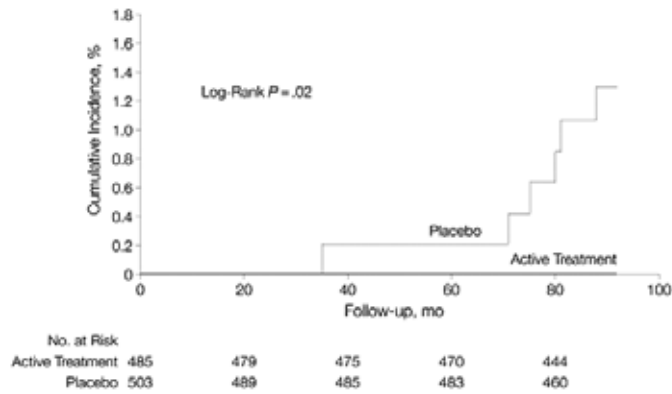 Cumulative Incidence, %
1.8
1.6
1.4
1.2
1.0
0.8
0.6
0.4
0.2
0
Log-Rank P = .02
Placebo
Active Treatment
0 20 40 60 80 100
Follow-up, mo
No. at Risk
Active Treatment 485 479 475 470 444
Placebo 503 489 485 483 460